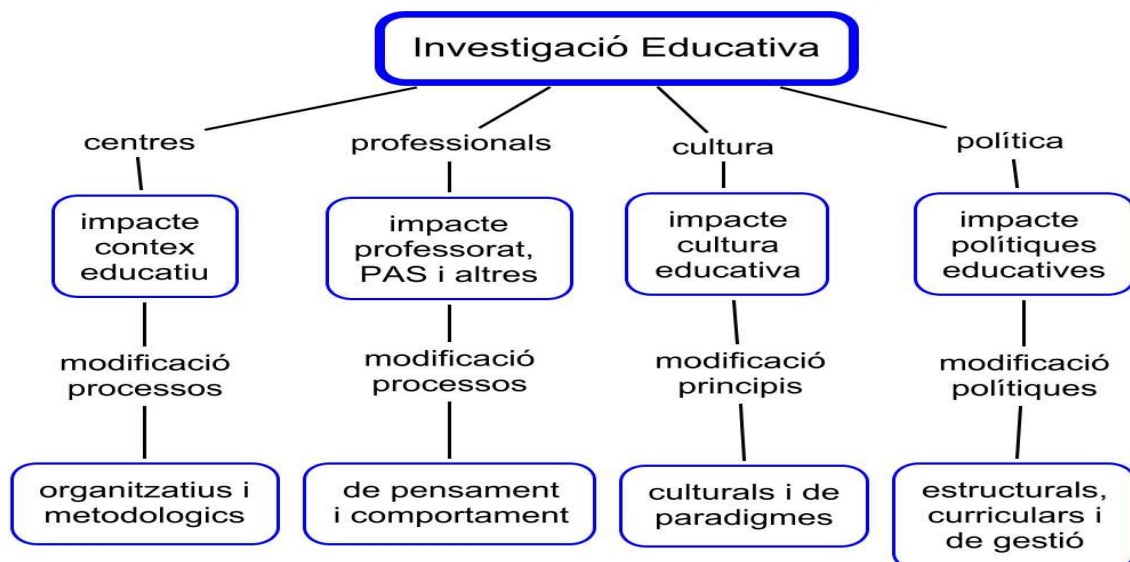 Investigació Educativa
centres
professionals
cultura
política
impacte
contex
educatiu
impacte
professorat,
PAS i altres
impacte
cultura
educativa
impacte
polítiques
educatives
modificació
processos
modificació
processos
modificació
principis
modificació
polítiques
organitzatius i
metodologics
de pensament
i comportament
culturals i de
paradigmes
estructurals,
curriculars i
de gestió